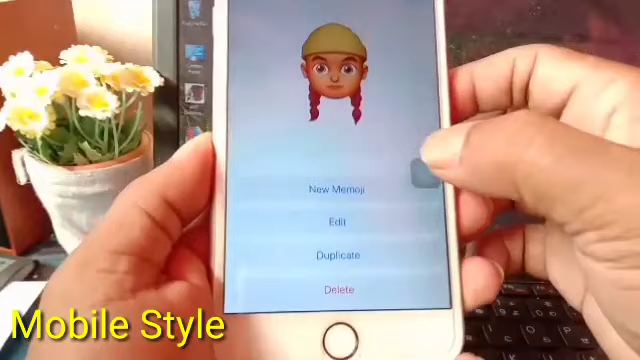 New Memoji
Edit
Duplicate
Delete
Mobile Style